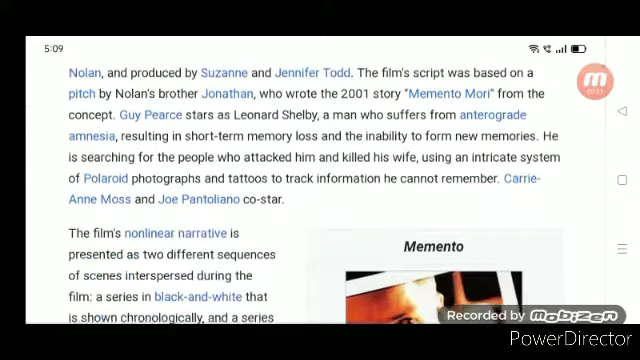 5:09
Nolan, and produced by Suzanne and Jennifer Todd. The film's script was based on a
pitch by Nolan's brother Jonathan, who wrote the 2001 story "Memento Mori" from the
concept. Guy Pearce stars as Leonard Shelby, a man who suffers from anterograde
amnesia, resulting in short-term memory loss and the inability to form new memories. He
is searching for the people who attacked him and killed his wife, using an intricate system
of Polaroid photographs and tattoos to track information he cannot remember. Carrie-
Anne Moss and Joe Pantoliano co-star.
The film's nonlinear narrative is
presented as two different sequences
of scenes interspersed during the
film: a series in black-and-white that
is shown chronologically, and a series
Memento
Recorded by mobizen
PowerDirector